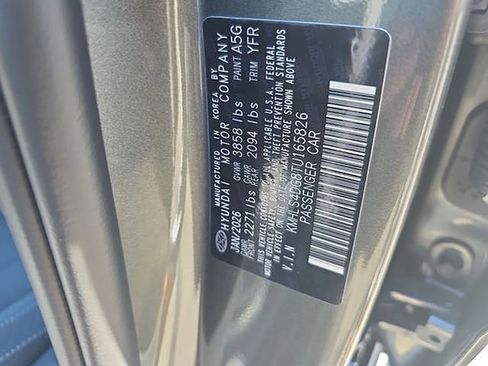 MANUFACTURED IN KOREA BY
HYUNDAI MOTOR COMPANY
JAN/2026 GVWR 3858 lbs PAINT A5G
GAWR FRONT 2271 lbs GAWR REAR 2094 lbs TRIM YFR
THIS VEHICLE CONFORMS TO ALL APPLICABLE U.S.A. FEDERAL
MOTOR VEHICLE SAFETY, BUMPER, AND THEFT PREVENTION STANDARDS
IN EFFECT ON THE DATE OF MANUFACTURE SHOWN ABOVE
V.I.N KMHLS4DG8TU165826
PASSENGER CAR